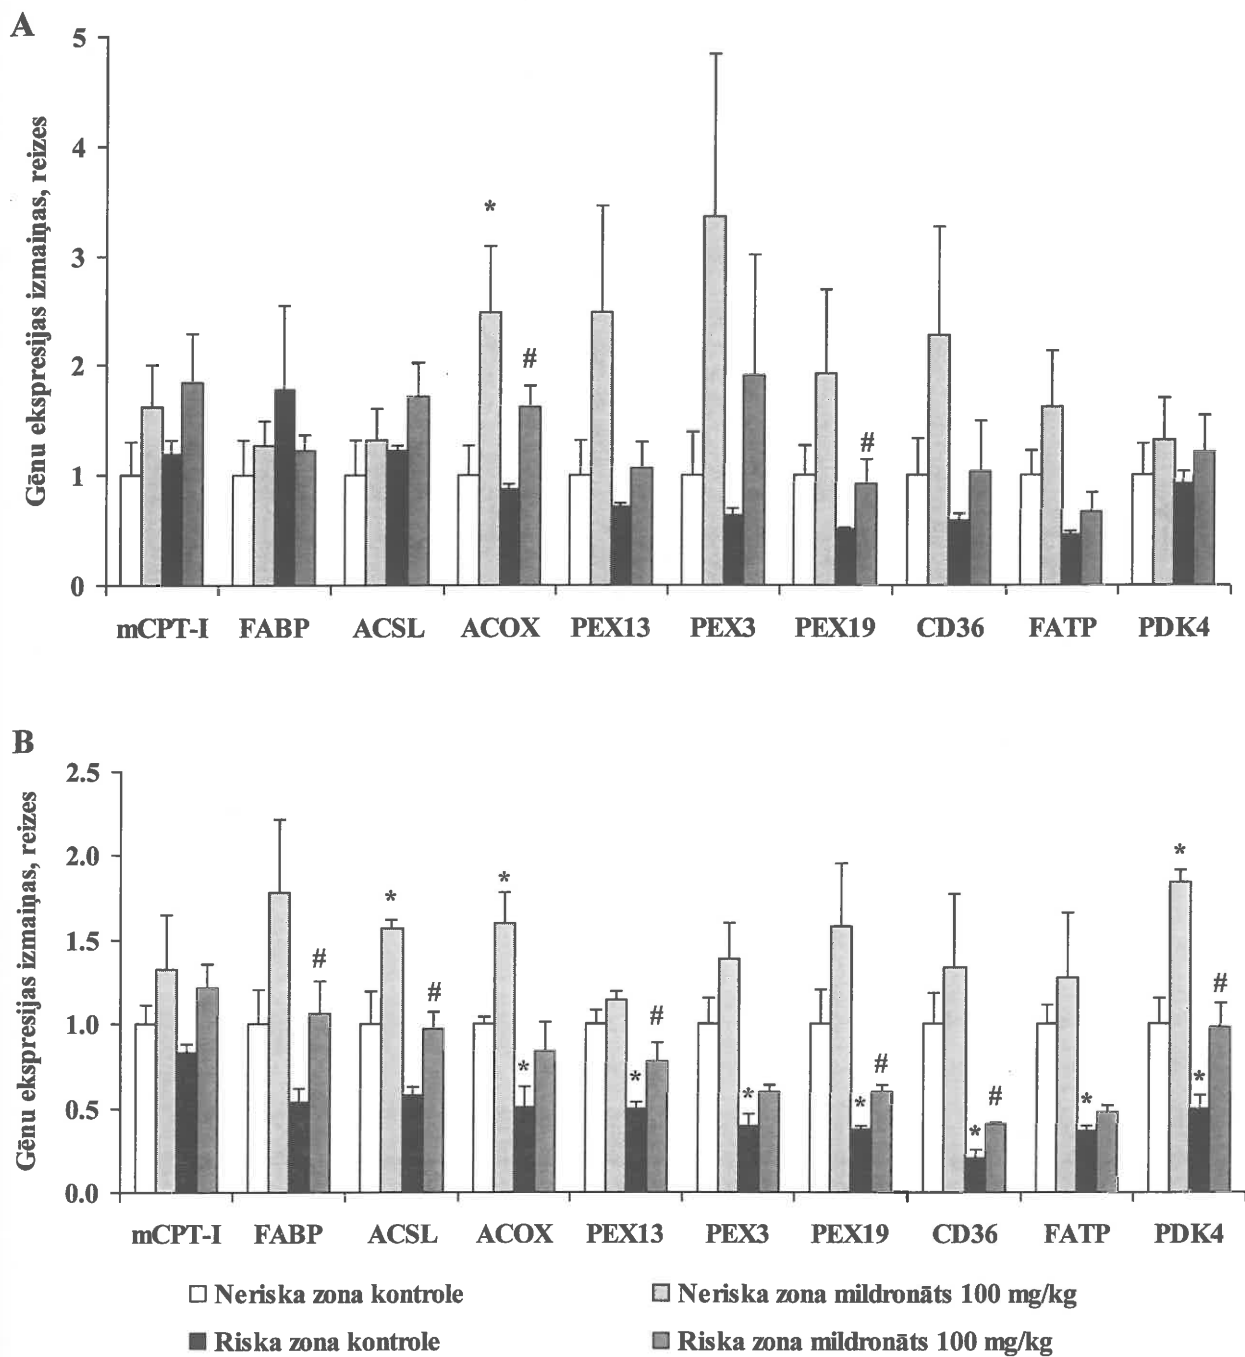 A
Gēnu ekspresijas izmaiņas, reizes
5
4
3
2
1
0
*
#
#
mCPT-I FABP ACSL ACOX PEX13 PEX3 PEX19 CD36 FATP PDK4
B
Gēnu ekspresijas izmaiņas, reizes
2.5
2.0
1.5
1.0
0.5
0.0
# * # * * * # * * # * # * * * #
mCPT-I FABP ACSL ACOX PEX13 PEX3 PEX19 CD36 FATP PDK4
Neriska zona kontrole Neriska zona mildronāts 100 mg/kg
Riska zona kontrole Riska zona mildronāts 100 mg/kg